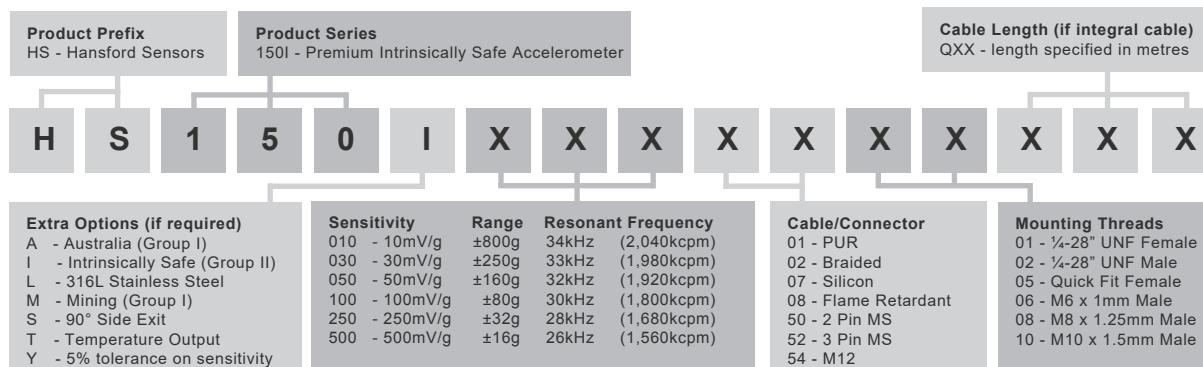 Product Prefix
HS - Hansford Sensors
Product Series
150I - Premium Intrinsically Safe Accelerometer
Cable Length (if integral cable)
QXX - length specified in metres
H S 1 5 0 I X X X X X X X X X X
Extra Options (if required)
A - Australia (Group I)
I - Intrinsically Safe (Group II)
L - 316L Stainless Steel
M - Mining (Group I)
S - 90° Side Exit
T - Temperature Output
Y - 5% tolerance on sensitivity
Sensitivity Range Resonant Frequency
010 - 10mV/g ±800g 34kHz (2,040kcpm)
030 - 30mV/g ±250g 33kHz (1,980kcpm)
050 - 50mV/g ±160g 32kHz (1,920kcpm)
100 - 100mV/g ±80g 30kHz (1,800kcpm)
250 - 250mV/g ±32g 28kHz (1,680kcpm)
500 - 500mV/g ±16g 26kHz (1,560kcpm)
Cable/Connector
01 - PUR
02 - Braided
07 - Silicon
08 - Flame Retardant
50 - 2 Pin MS
52 - 3 Pin MS
54 - M12
Mounting Threads
01 - ¼-28” UNF Female
02 - ¼-28” UNF Male
05 - Quick Fit Female
06 - M6 x 1mm Male
08 - M8 x 1.25mm Male
10 - M10 x 1.5mm Male